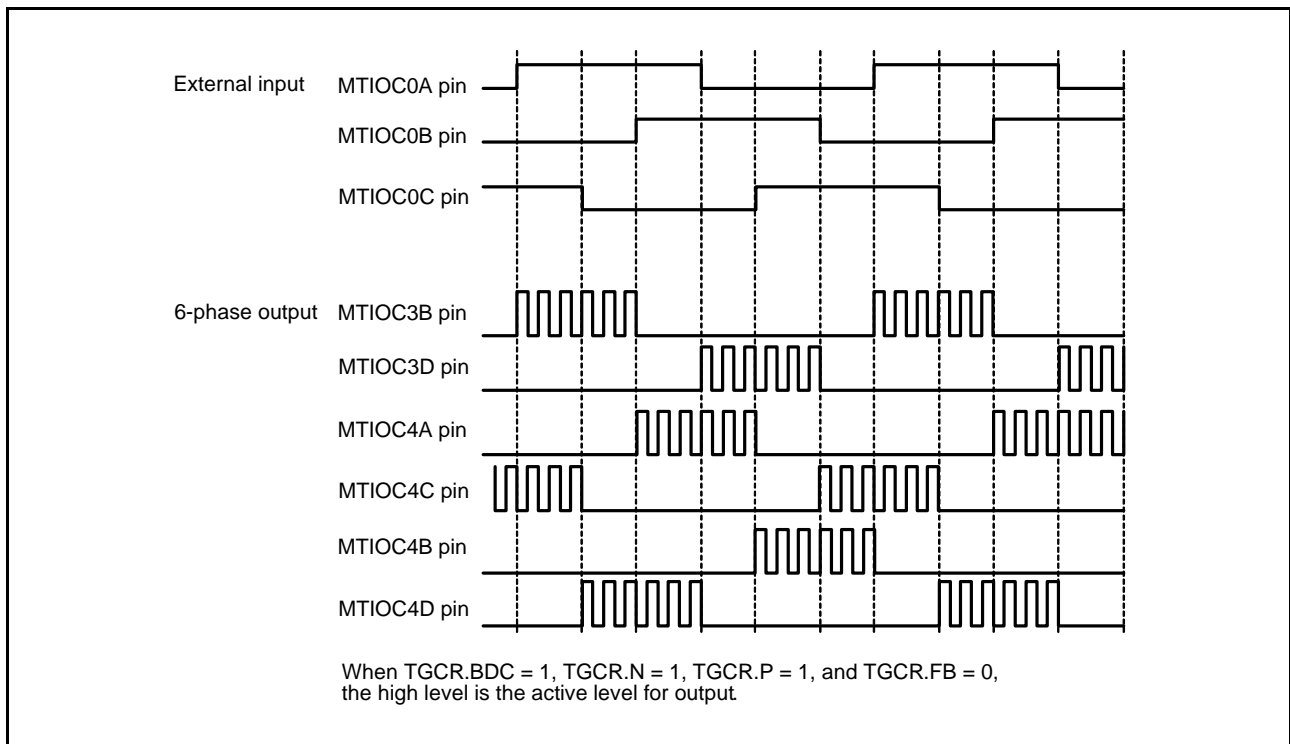 External input MTIOC0A pin
MTIOC0B pin
MTIOC0C pin
6-phase output MTIOC3B pin
MTIOC3D pin
MTIOC4A pin
MTIOC4C pin
MTIOC4B pin
MTIOC4D pin
When TGCR.BDC = 1, TGCR.N = 1, TGCR.P = 1, and TGCR.FB = 0,
the high level is the active level for output.